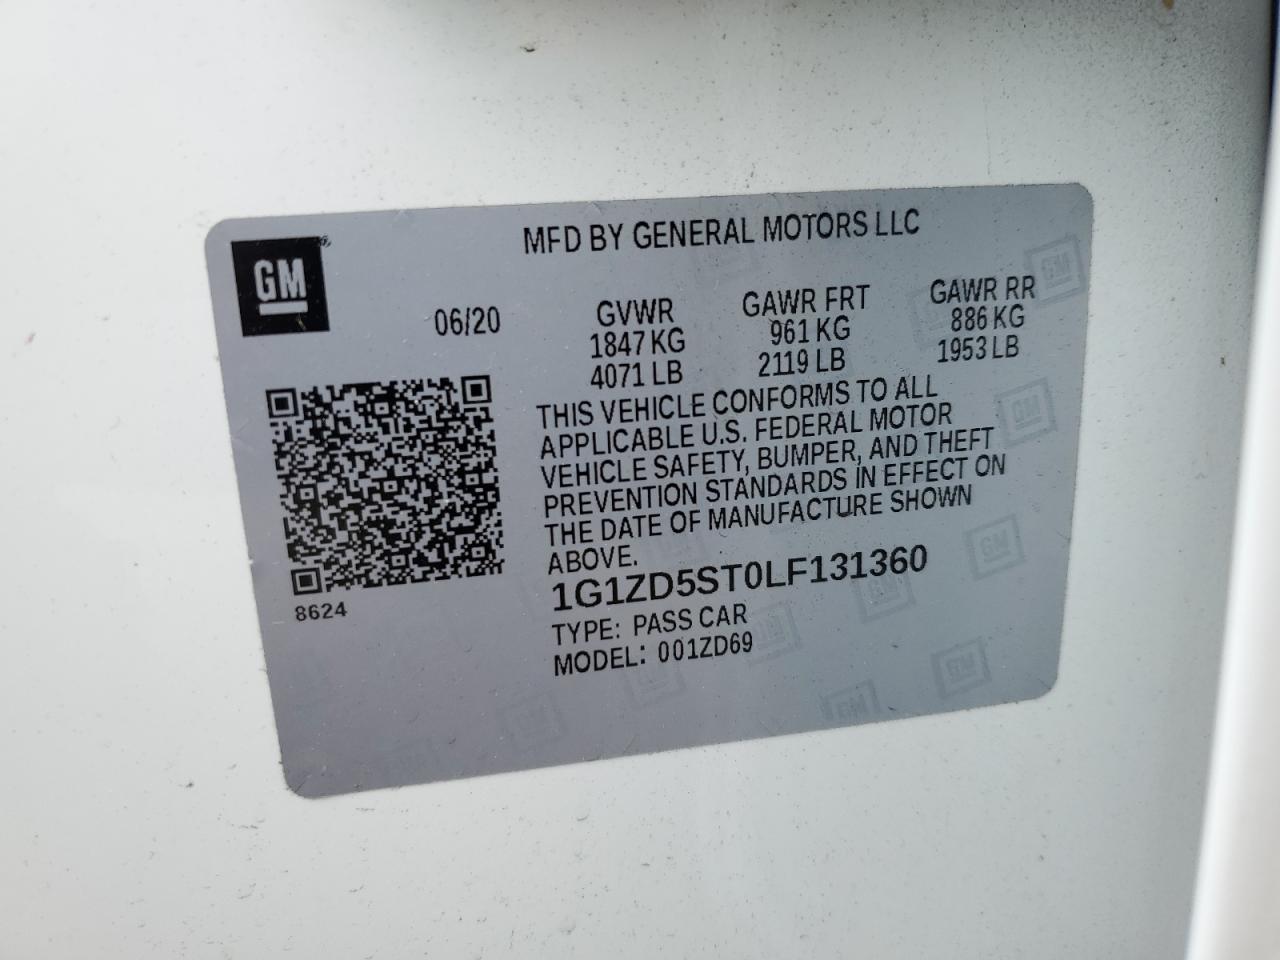 MFD BY GENERAL MOTORS LLC
GM
06/20
GVWR GAWR FRT GAWR RR
1847 KG 961 KG 886 KG
4071 LB 2119 LB 1953 LB
THIS VEHICLE CONFORMS TO ALL
APPLICABLE U.S. FEDERAL MOTOR
VEHICLE SAFETY, BUMPER, AND THEFT
PREVENTION STANDARDS IN EFFECT ON
THE DATE OF MANUFACTURE SHOWN
ABOVE.
8624
1G1ZD5ST0LF131360
TYPE: PASS CAR
MODEL: 001ZD69